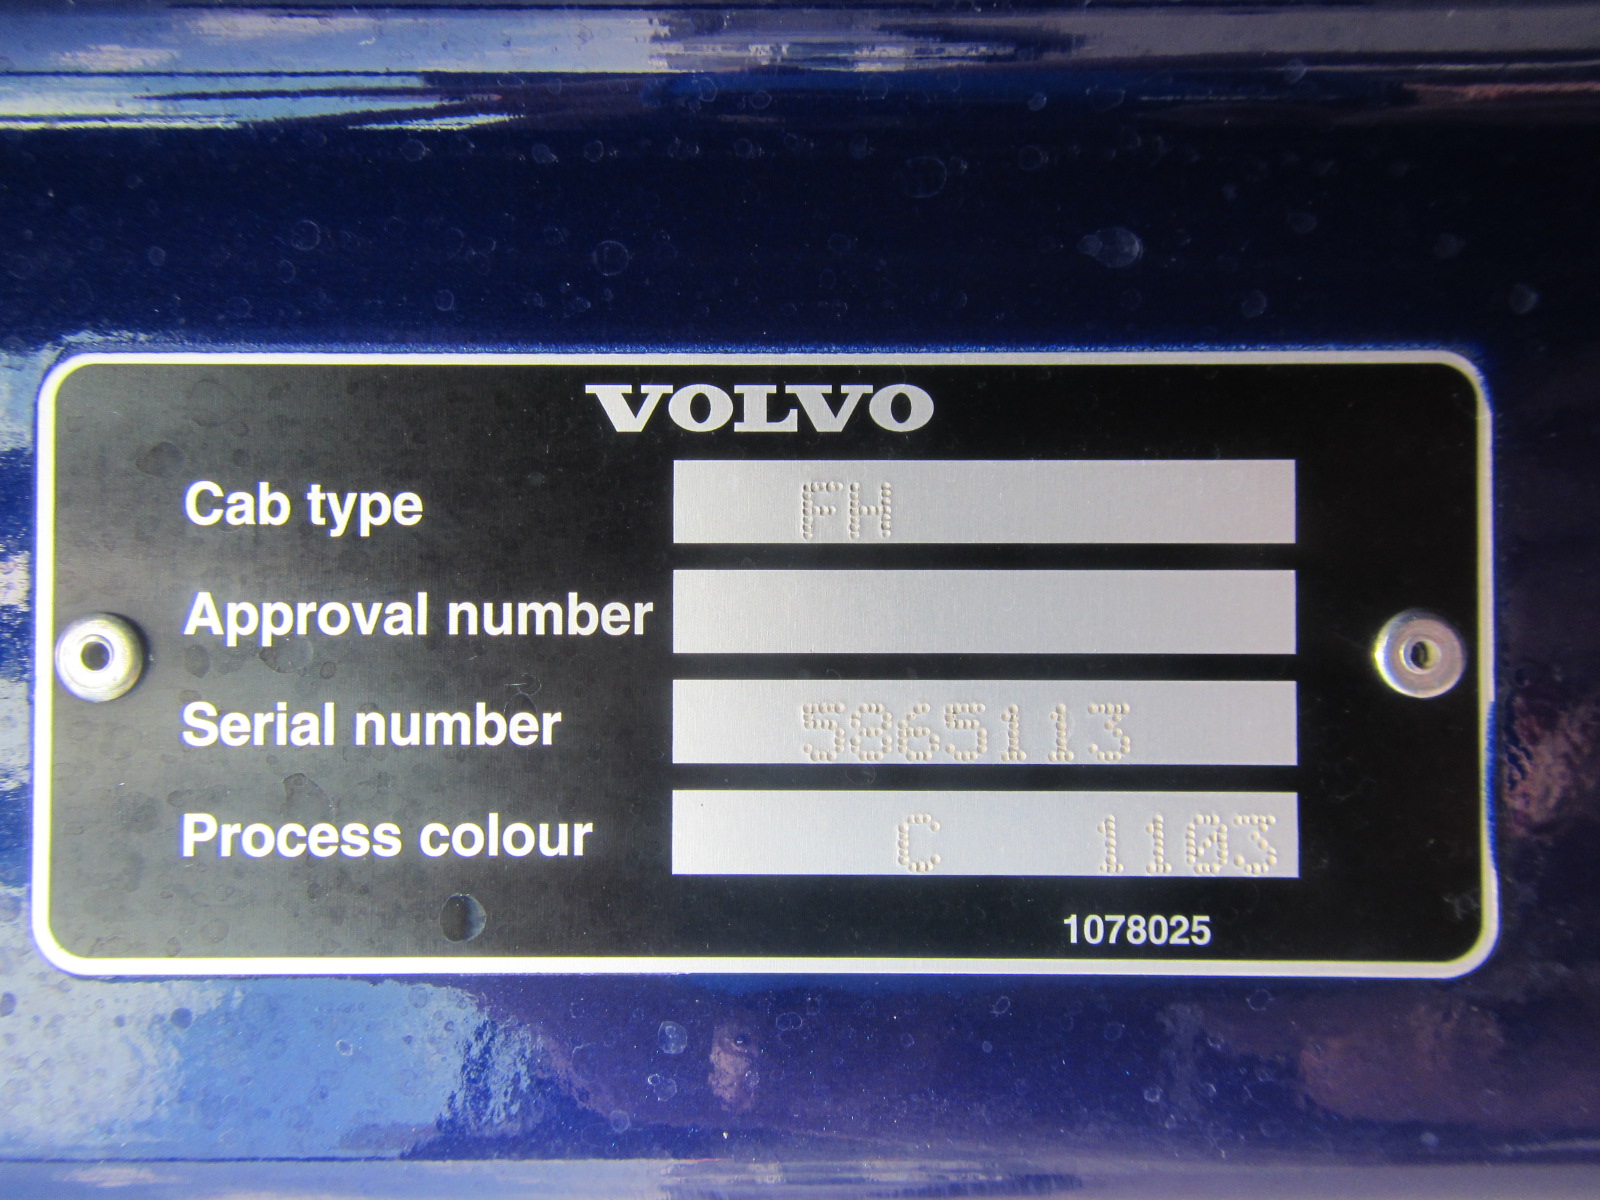 VOLVO
Cab type FH
Approval number
Serial number 5865113
Process colour C 1103
1078025